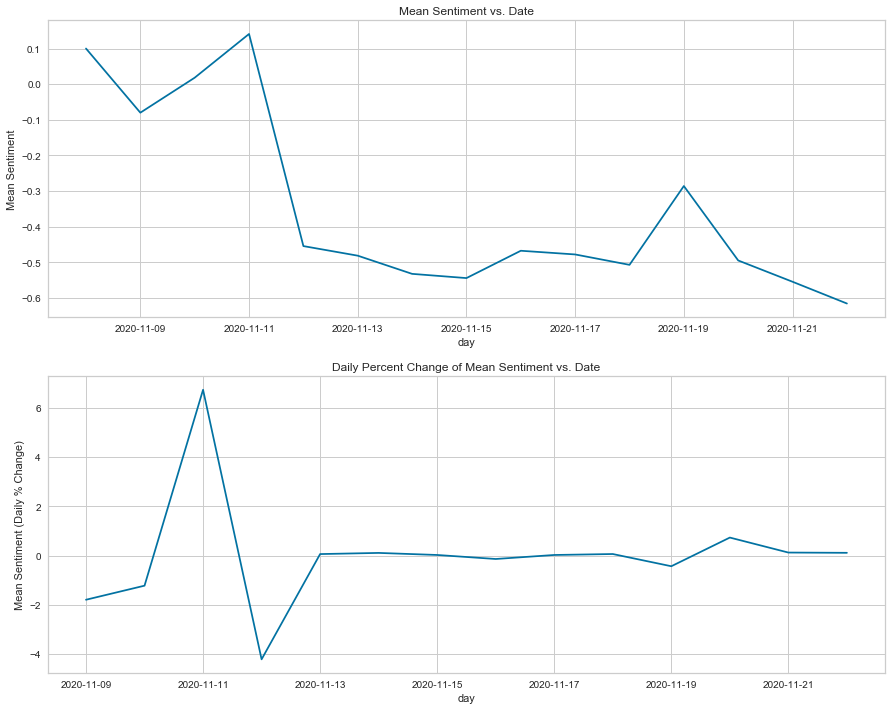 Mean Sentiment vs. Date
Mean Sentiment
0.1
0.0
−0.1
−0.2
−0.3
−0.4
−0.5
−0.6
2020-11-09 2020-11-11 2020-11-13 2020-11-15 2020-11-17 2020-11-19 2020-11-21
day
Daily Percent Change of Mean Sentiment vs. Date
Mean Sentiment (Daily % Change)
6
4
2
0
−2
−4
2020-11-09 2020-11-11 2020-11-13 2020-11-15 2020-11-17 2020-11-19 2020-11-21
day